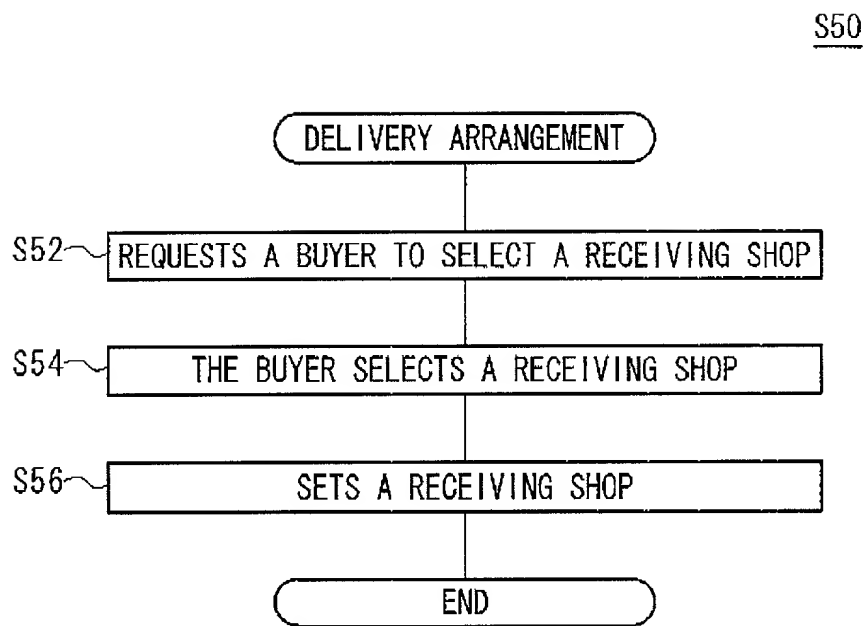 S50
DELIVERY ARRANGEMENT
S52 REQUESTS A BUYER TO SELECT A RECEIVING SHOP
S54 THE BUYER SELECTS A RECEIVING SHOP
S56 SETS A RECEIVING SHOP
END